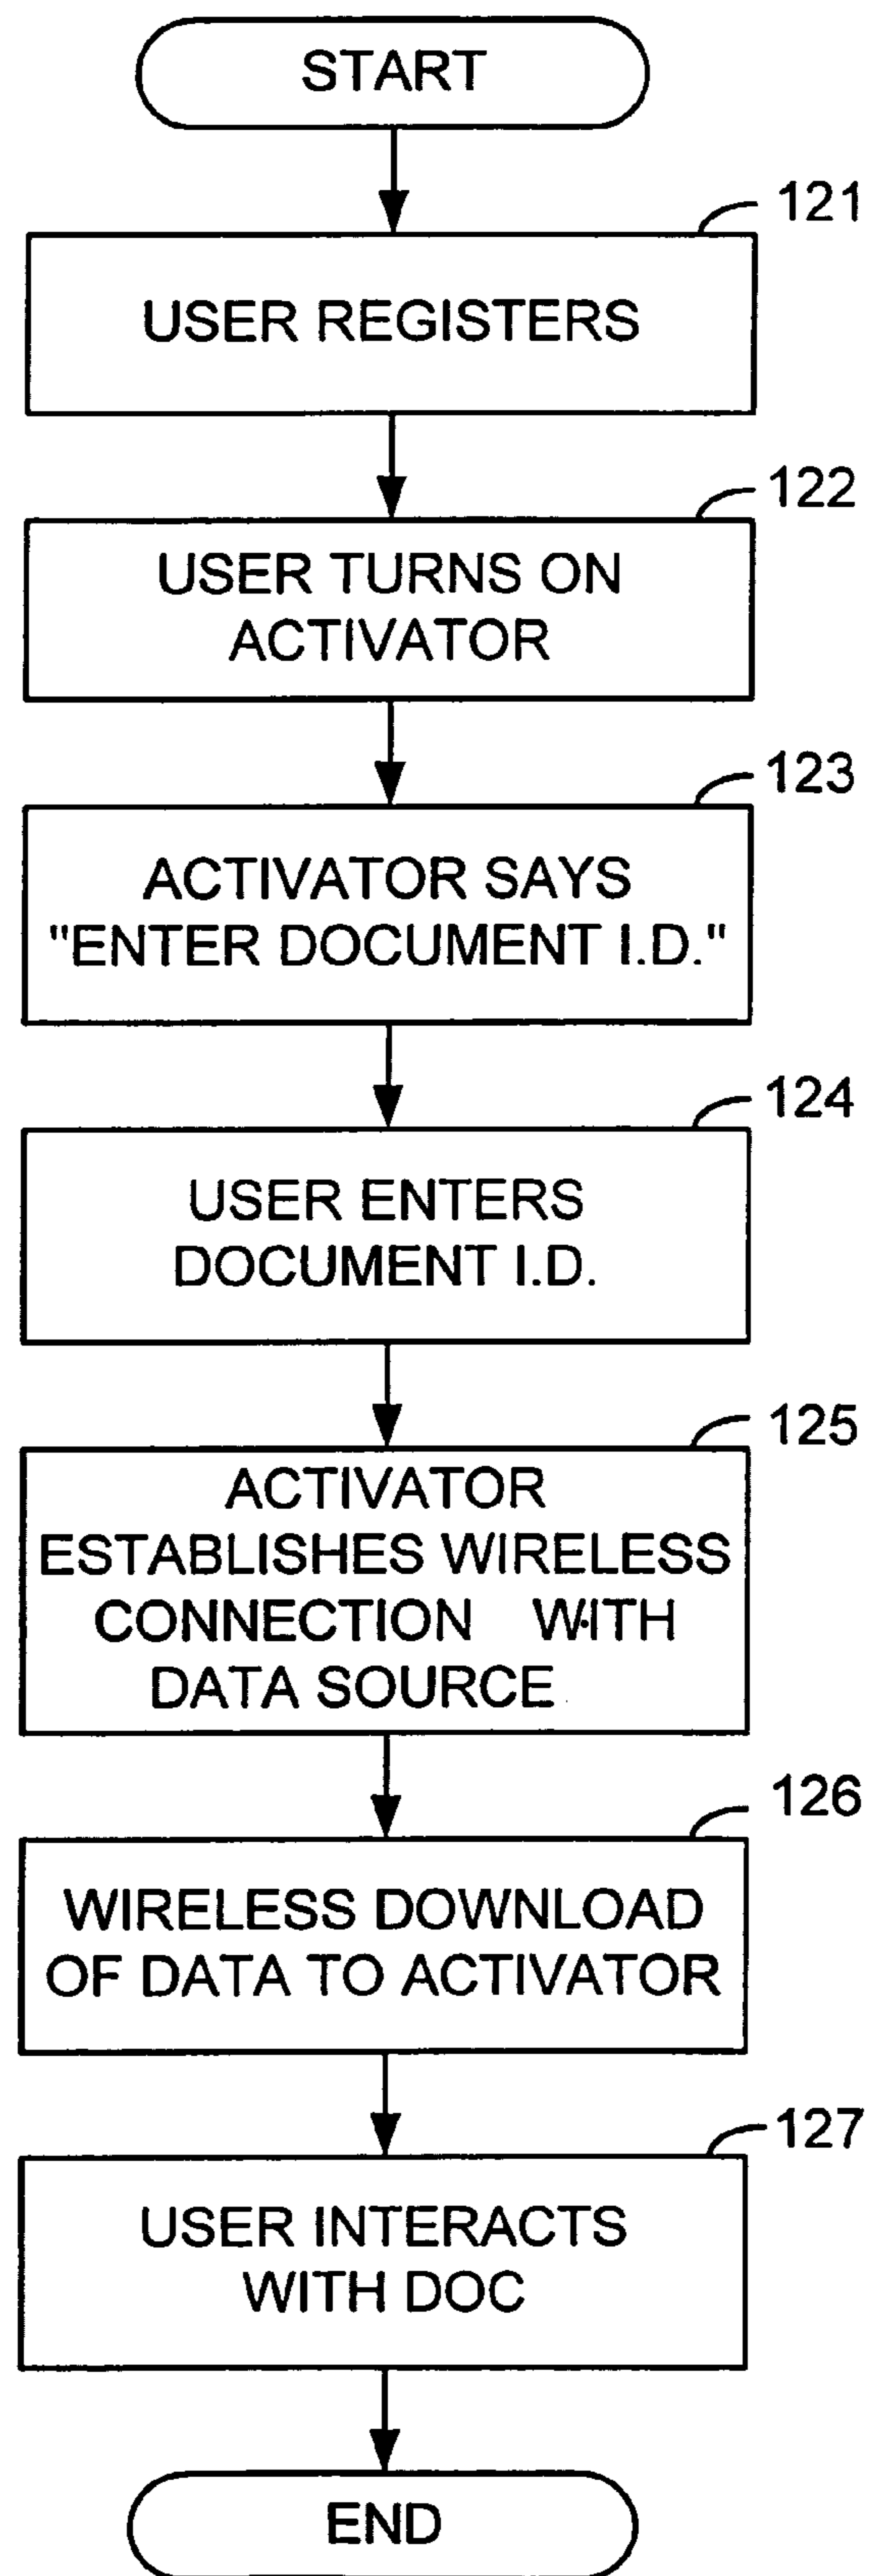 START
121
USER REGISTERS
122
USER TURNS ON
ACTIVATOR
123
ACTIVATOR SAYS
"ENTER DOCUMENT I.D."
124
USER ENTERS
DOCUMENT I.D.
125
ACTIVATOR
ESTABLISHES WIRELESS
CONNECTION WITH
DATA SOURCE
126
WIRELESS DOWNLOAD
OF DATA TO ACTIVATOR
127
USER INTERACTS
WITH DOC
END